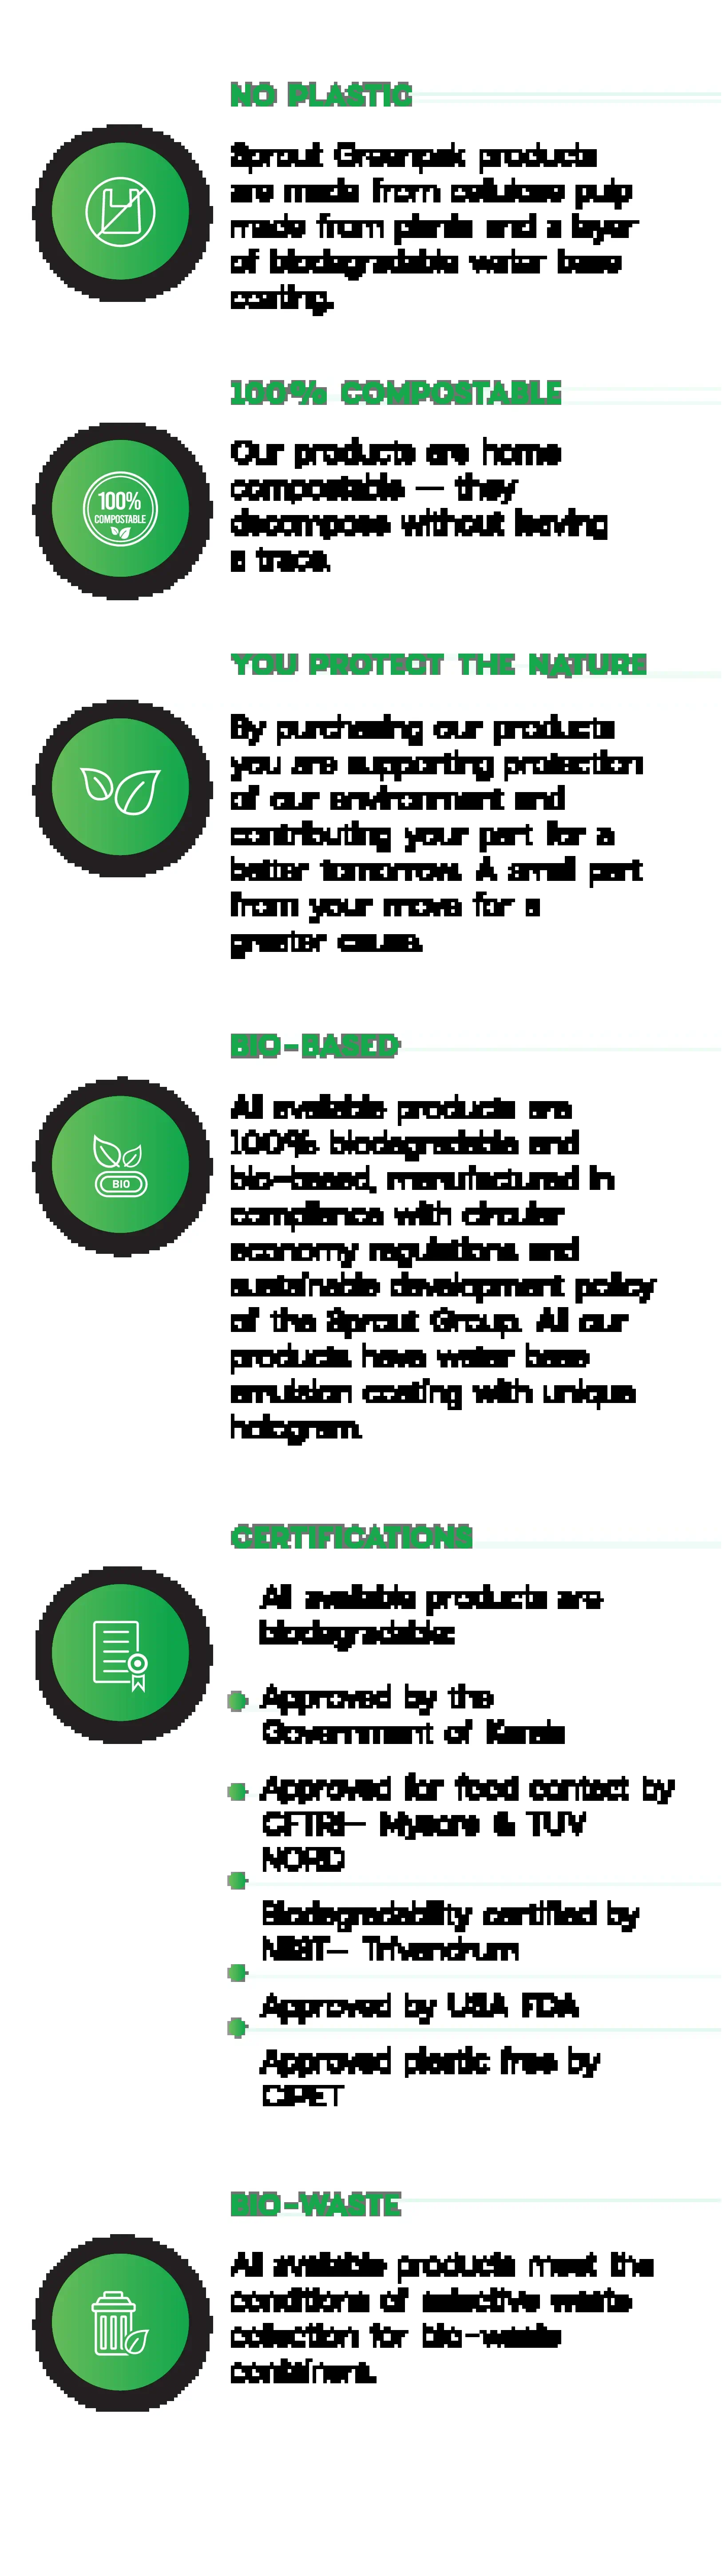 NO PLASTIC
Sprout Greenpak products
are made from cellulose pulp
made from plants and a layer
of biodegradable water base
coating.
100% COMPOSTABLE
Our products are home
compostable — they
decompose without leaving
a trace.
100%
COMPOSTABLE
YOU PROTECT THE NATURE
By purchasing our products
you are supporting protection
of our environment and
contributing your part for a
better tomorrow. A small part
from your move for a
greater cause.
BIO-BASED
All available products are
100% biodegradable and
bio-based, manufactured in
compliance with circular
economy regulations and
sustainable development policy
of the Sprout Group. All our
products have water base
emulsion coating with unique
hologram.
BIO
CERTIFICATIONS
All available products are
biodegradable:
Approved by the
Government of Kerala
Approved for food contact by
CFTRI- Mysore & TUV
NORD
Biodegradability certified by
NIIST- Trivandrum
Approved by USA FDA
Approved plastic free by
CIPET
BIO-WASTE
All available products meet the
conditions of selective waste
collection for bio-waste